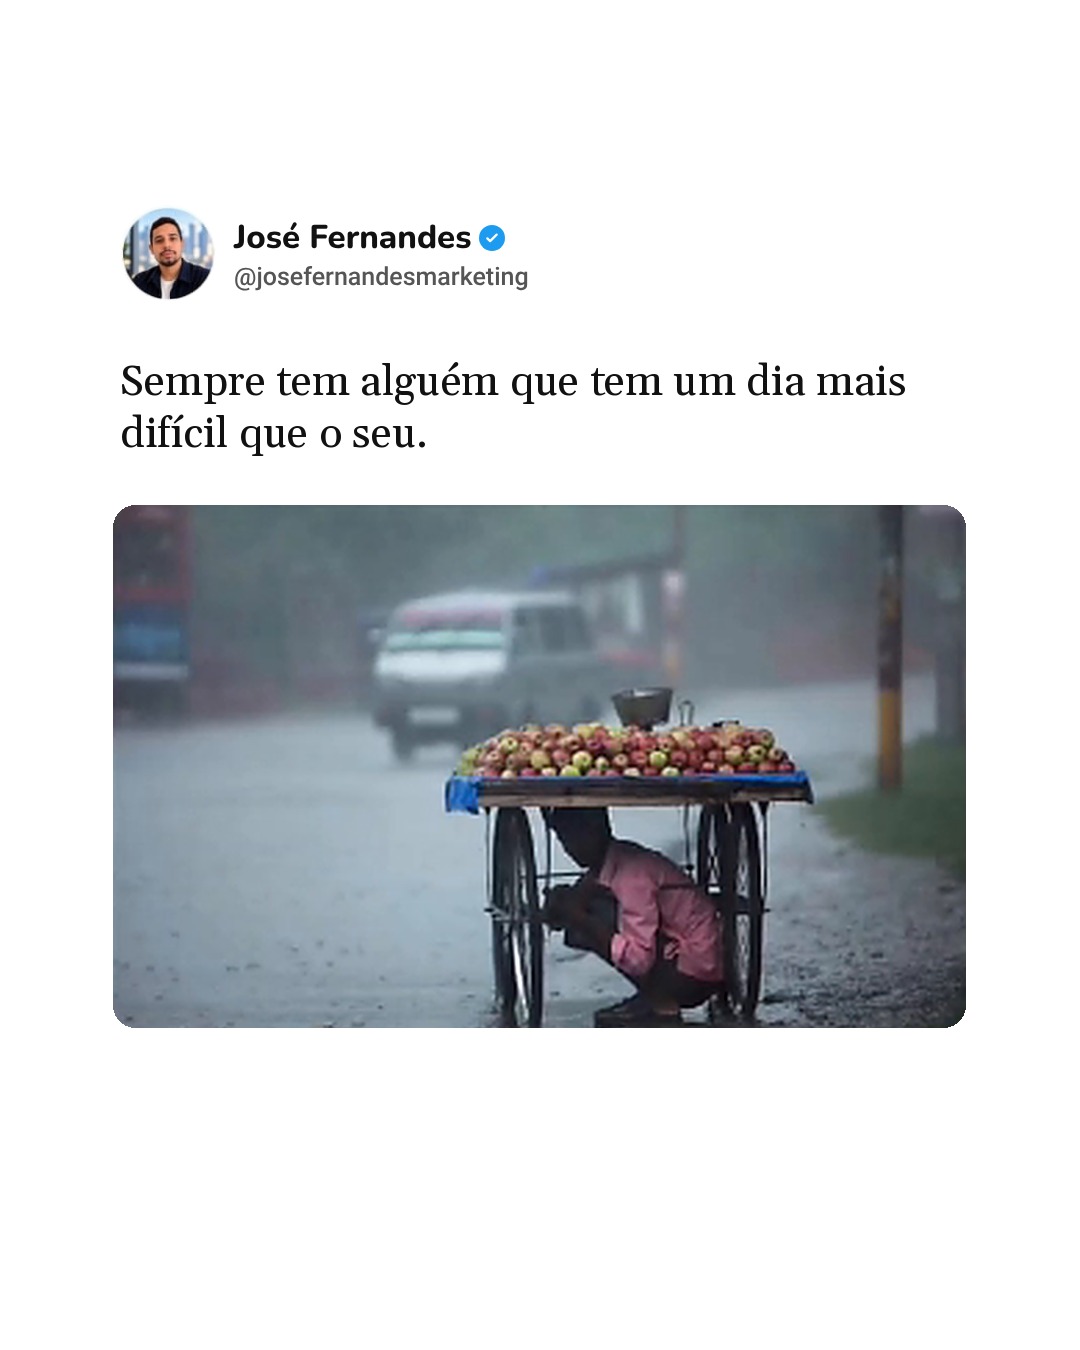 José Fernandes
@josefernandesmarketing
Sempre tem alguém que tem um dia mais
difícil que o seu.